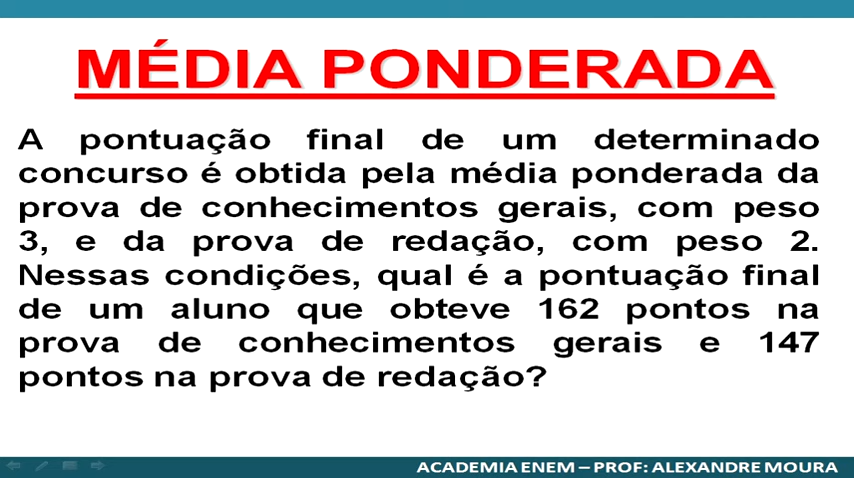 MÉDIA PONDERADA
A pontuação final de um determinado
concurso é obtida pela média ponderada da
prova de conhecimentos gerais, com peso
3, e da prova de redação, com peso 2.
Nessas condições, qual é a pontuação final
de um aluno que obteve 162 pontos na
prova de conhecimentos gerais e 147
pontos na prova de redação?
ACADEMIA ENEM – PROF: ALEXANDRE MOURA